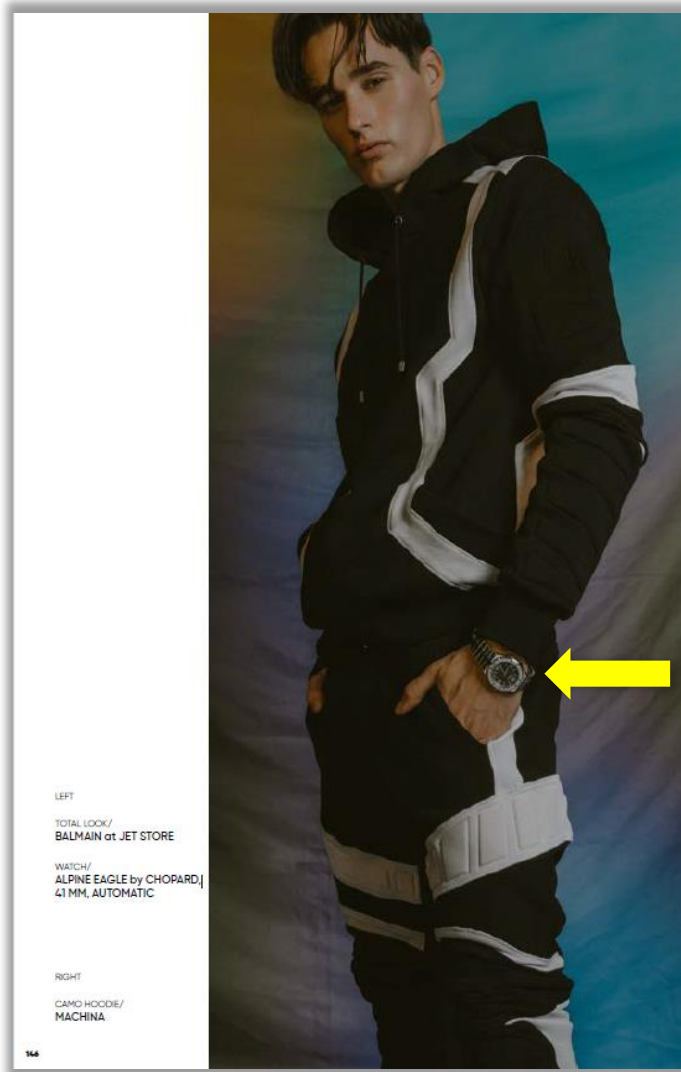 LEFT
TOTAL LOOK/
BALMAIN at JET STORE
WATCH/
ALPINE EAGLE by CHOPARD,
41 MM, AUTOMATIC
RIGHT
CAMO HOODIE/
MACHINA
146